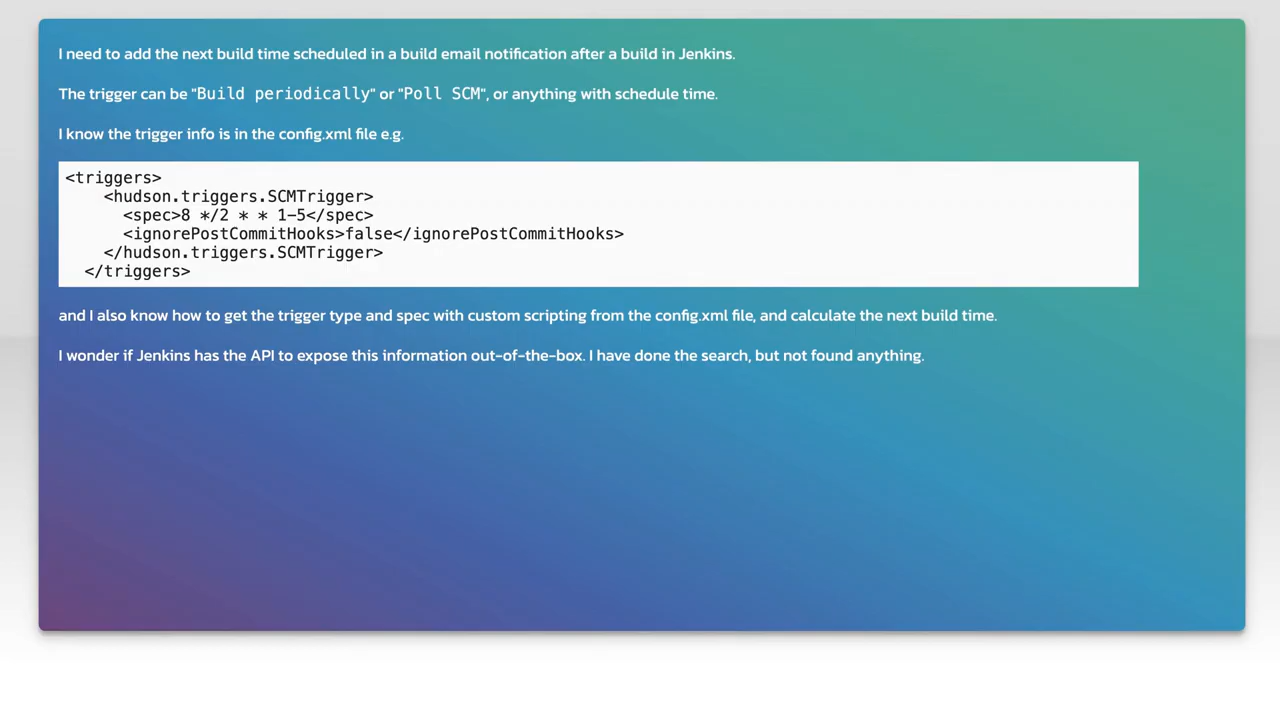 I need to add the next build time scheduled in a build email notification after a build in Jenkins.
The trigger can be "Build periodically" or "Poll SCM", or anything with schedule time.
I know the trigger info is in the config.xml file e.g.
<triggers>
    <hudson.triggers.SCMTrigger>
      <spec>8 */2 * * 1-5</spec>
      <ignorePostCommitHooks>false</ignorePostCommitHooks>
    </hudson.triggers.SCMTrigger>
  </triggers>
and I also know how to get the trigger type and spec with custom scripting from the config.xml file, and calculate the next build time.
I wonder if Jenkins has the API to expose this information out-of-the-box. I have done the search, but not found anything.